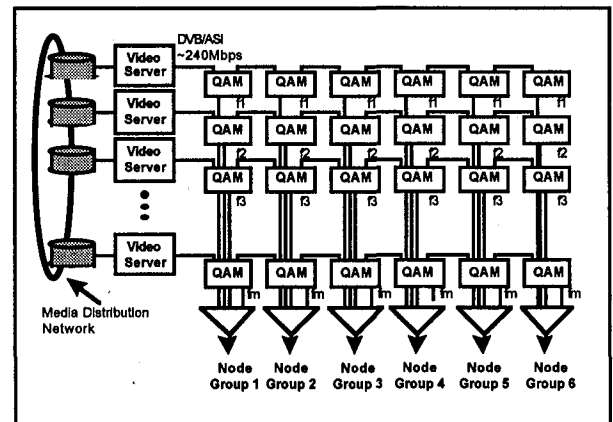 DVB/ASI
~240Mbps
Video
Server
QAM QAM QAM QAM QAM QAM
f1 f1 f1 f1 f1 f1
Video
Server
QAM QAM QAM QAM QAM QAM
f2 f2 f2 f2 f2 f2
Video
Server
QAM QAM QAM QAM QAM QAM
f3 f3 f3 f3 f3 f3
Video
Server
QAM QAM QAM QAM QAM QAM
fm fm fm fm fm fm
Media Distribution
Network
Node Node Node Node Node Node
Group 1 Group 2 Group 3 Group 4 Group 5 Group 6